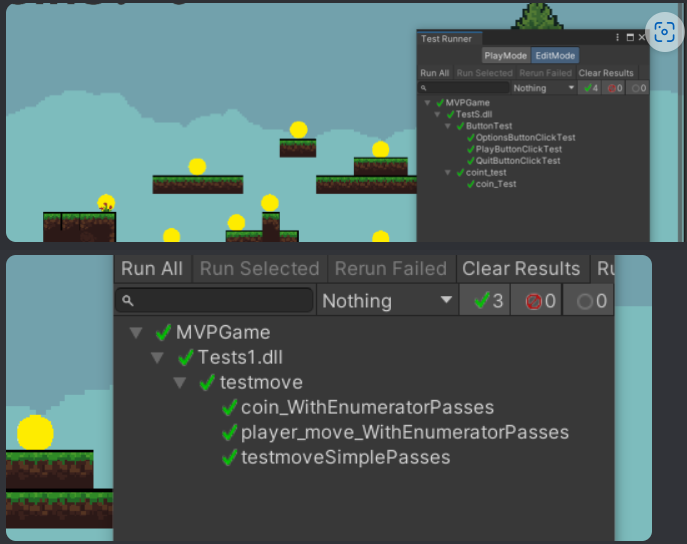 Test Runner
PlayMode EditMode
Run All Run Selected Rerun Failed Clear Results
Nothing 4 0 0
MVPGame
TestS.dll
ButtonTest
OptionsButtonClickTest
PlayButtonClickTest
QuitButtonClickTest
coint_test
coin_Test
Run All Run Selected Rerun Failed Clear Results Ru
Nothing 3 0 0
MVPGame
Tests1.dll
testmove
coin_WithEnumeratorPasses
player_move_WithEnumeratorPasses
testmoveSimplePasses